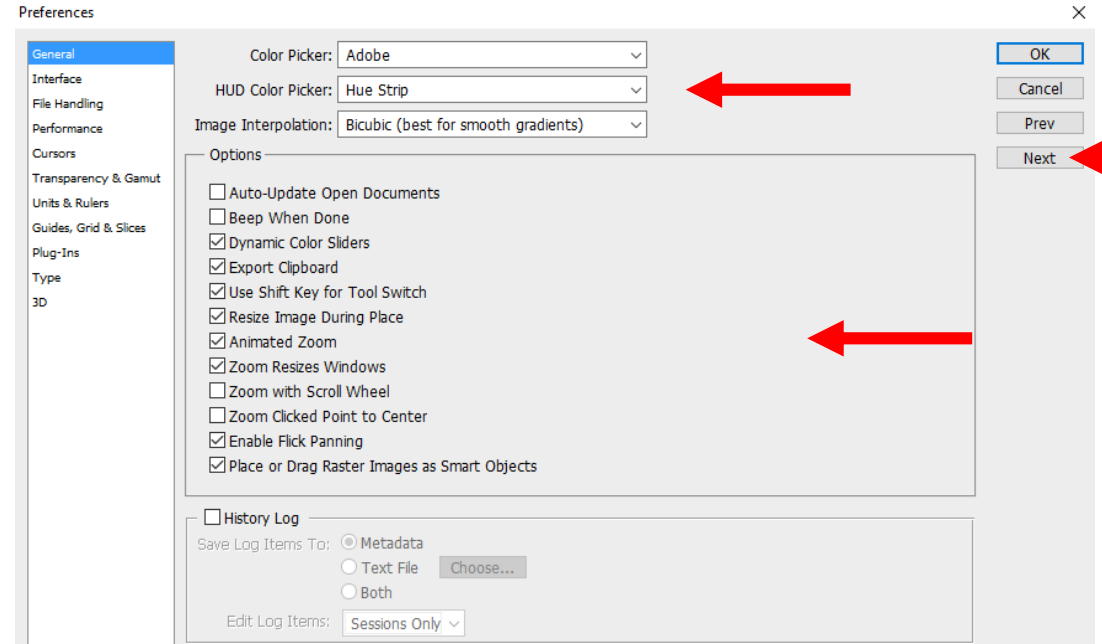 Preferences
General
Interface
File Handling
Performance
Cursors
Transparency & Gamut
Units & Rulers
Guides, Grid & Slices
Plug-Ins
Type
3D
Color Picker: Adobe
HUD Color Picker: Hue Strip
Image Interpolation: Bicubic (best for smooth gradients)
Options
Auto-Update Open Documents
Beep When Done
Dynamic Color Sliders
Export Clipboard
Use Shift Key for Tool Switch
Resize Image During Place
Animated Zoom
Zoom Resizes Windows
Zoom with Scroll Wheel
Zoom Clicked Point to Center
Enable Flick Panning
Place or Drag Raster Images as Smart Objects
History Log
Save Log Items To: Metadata
Text File Choose...
Both
Edit Log Items: Sessions Only
OK
Cancel
Prev
Next